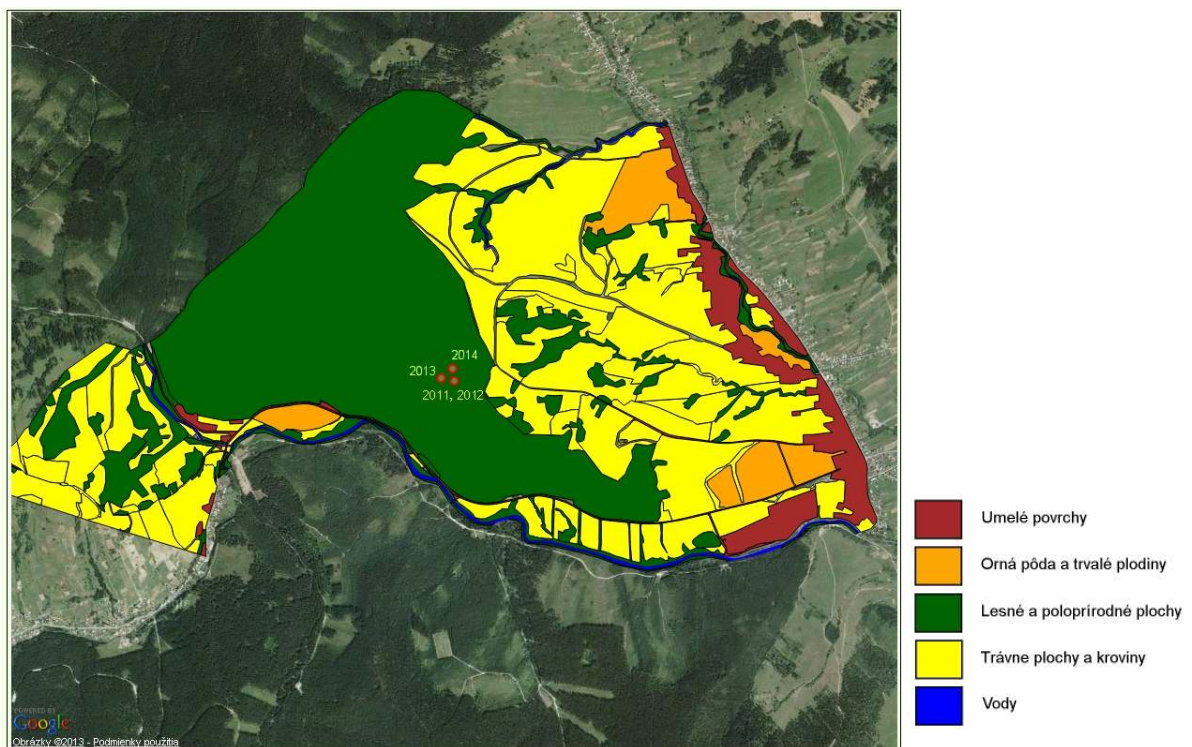 2014
2013
2011, 2012
Umelé povrchy
Orná pôda a trvalé plodiny
Lesné a poloprírodné plochy
Trávne plochy a kroviny
Vody
POWERED BY
Google
Obrázky ©2013 - Podmienky použitia